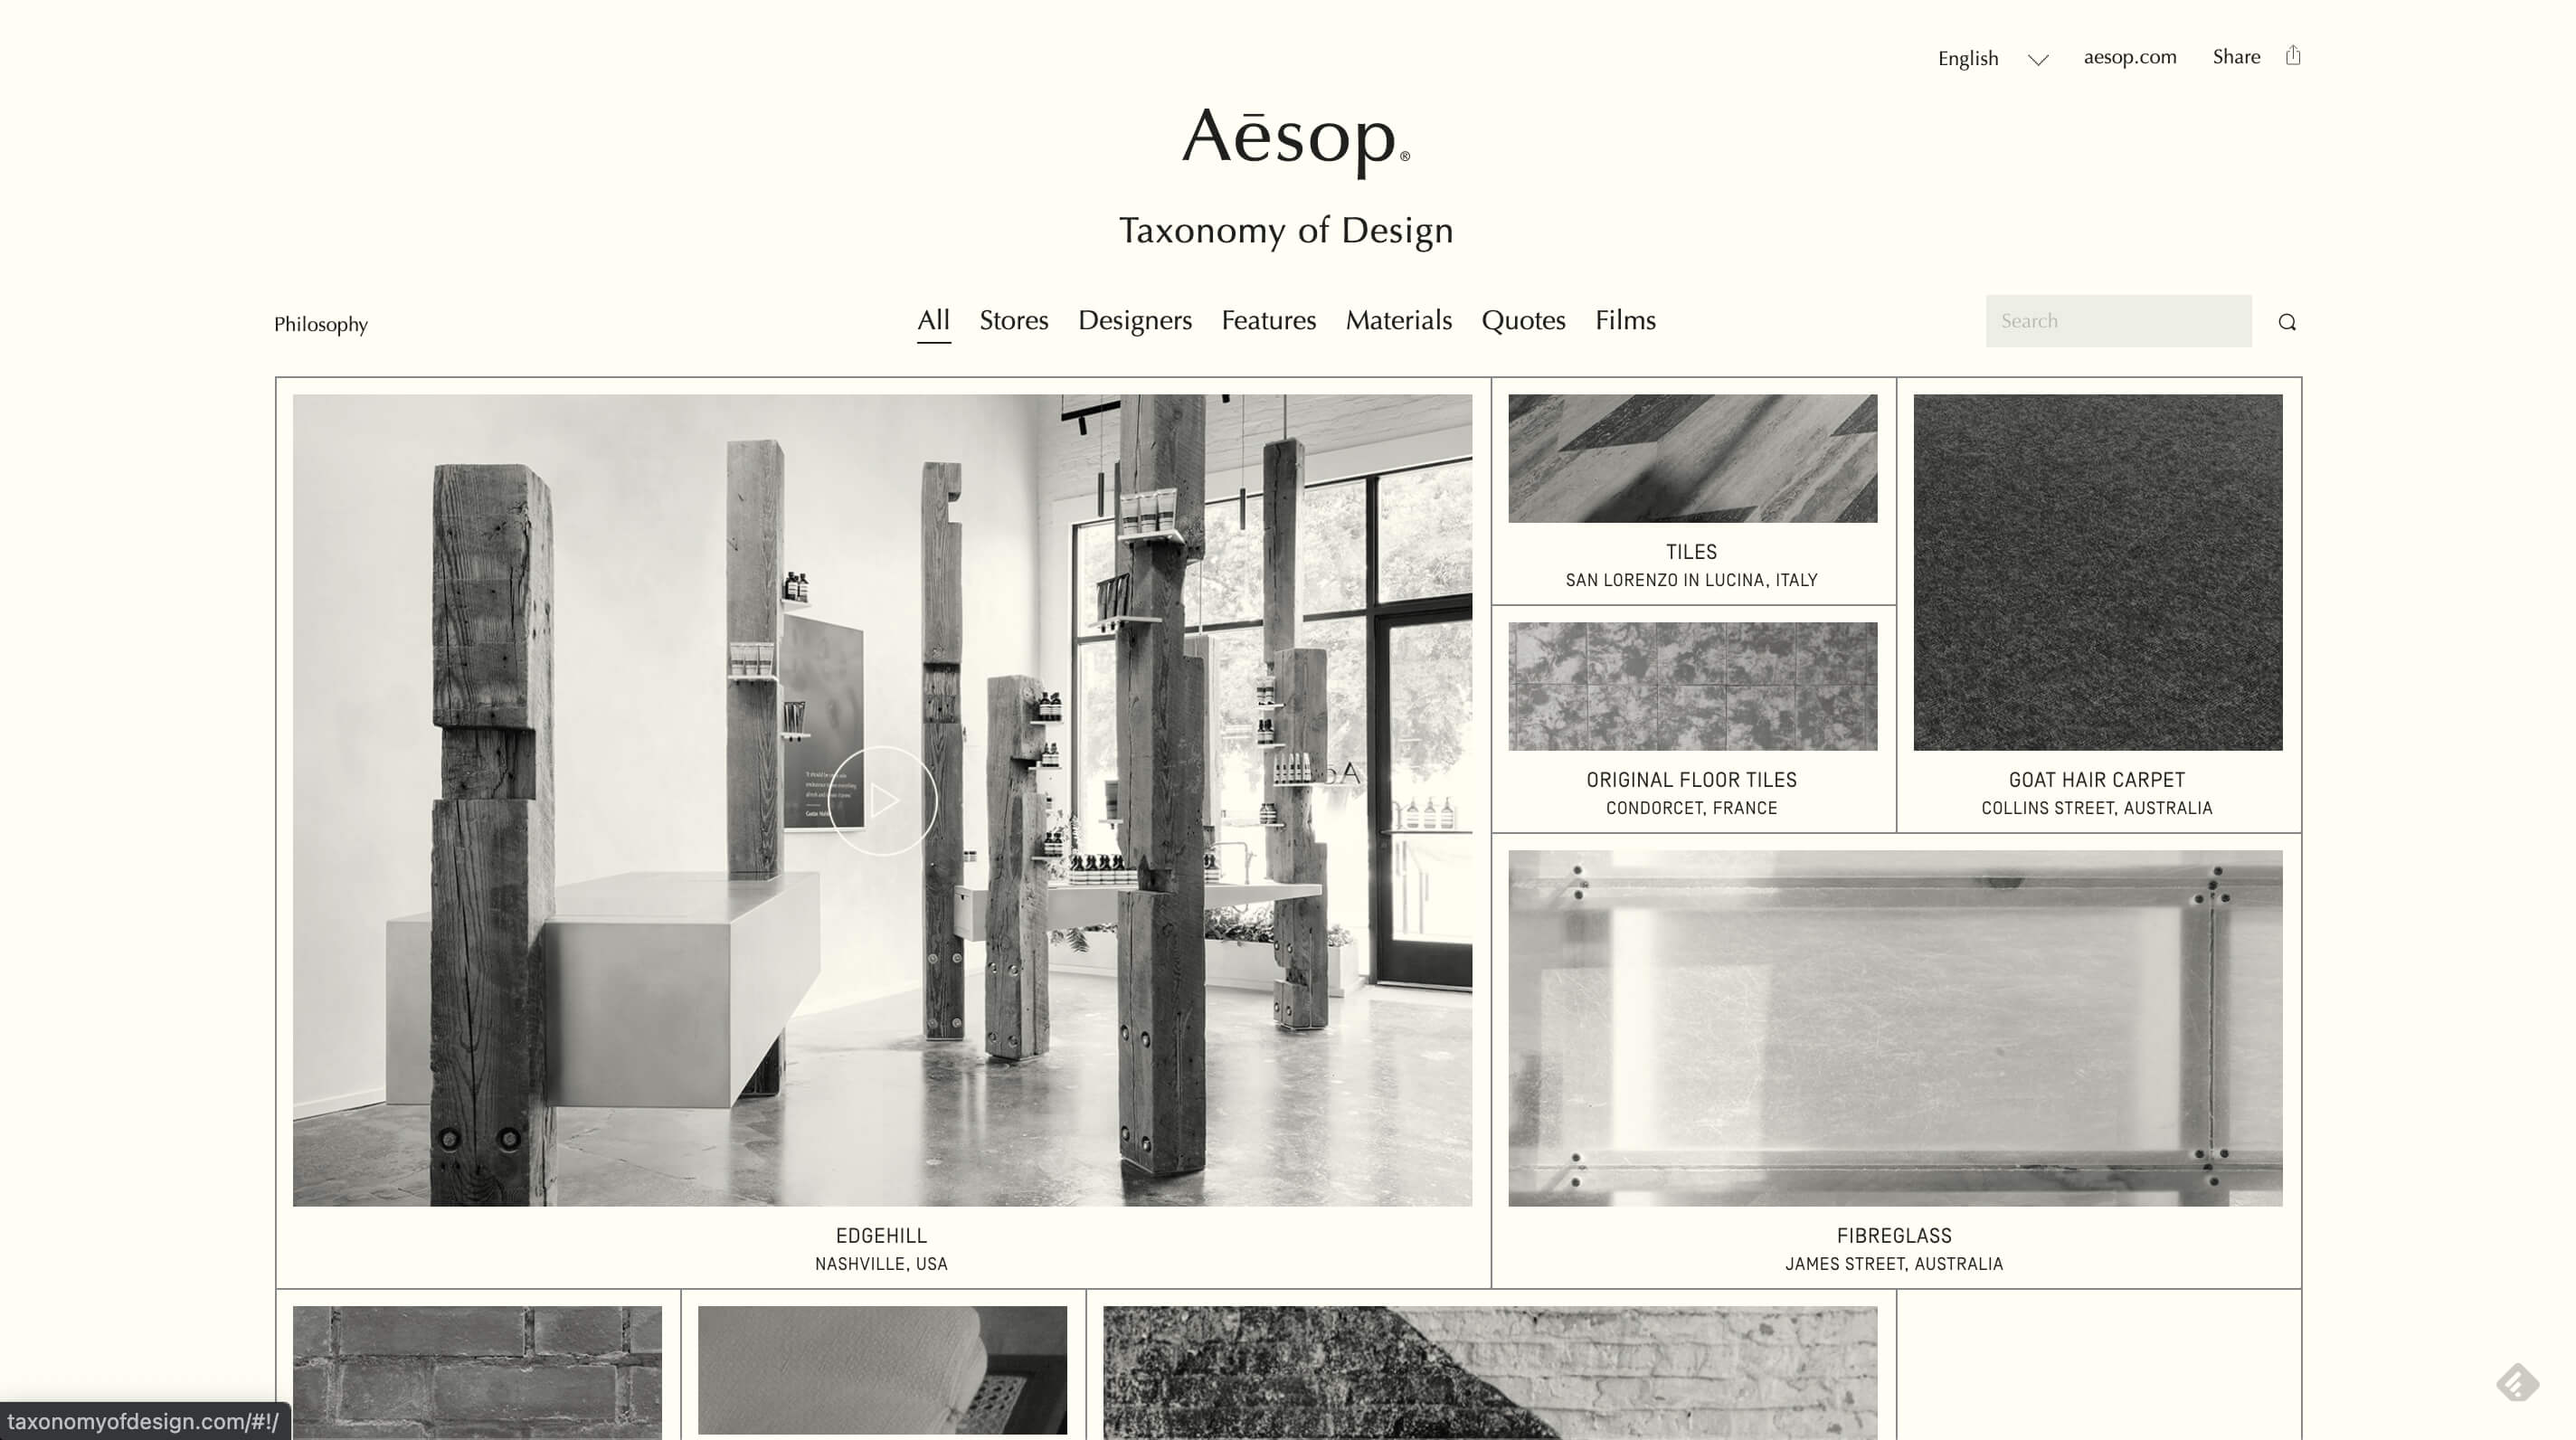 English
aesop.com
Share
Aēsop®
Taxonomy of Design
Philosophy
All
Stores
Designers
Features
Materials
Quotes
Films
Search
TILES
SAN LORENZO IN LUCINA, ITALY
ORIGINAL FLOOR TILES
CONDORCET, FRANCE
GOAT HAIR CARPET
COLLINS STREET, AUSTRALIA
EDGEHILL
NASHVILLE, USA
FIBREGLASS
JAMES STREET, AUSTRALIA
taxonomyofdesign.com/#!/